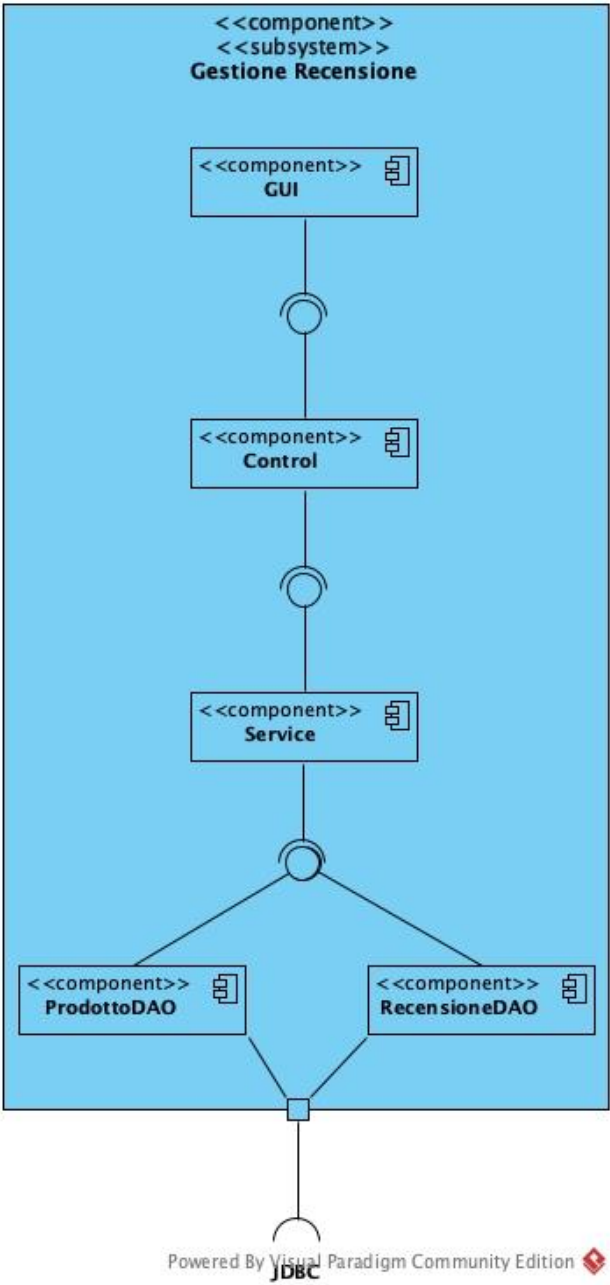 <<component>>
<<subsystem>>
Gestione Recensione
<<component>>
GUI
<<component>>
Control
<<component>>
Service
<<component>>
ProdottoDAO
<<component>>
RecensioneDAO
Powered By Visual Paradigm Community Edition
JDBC